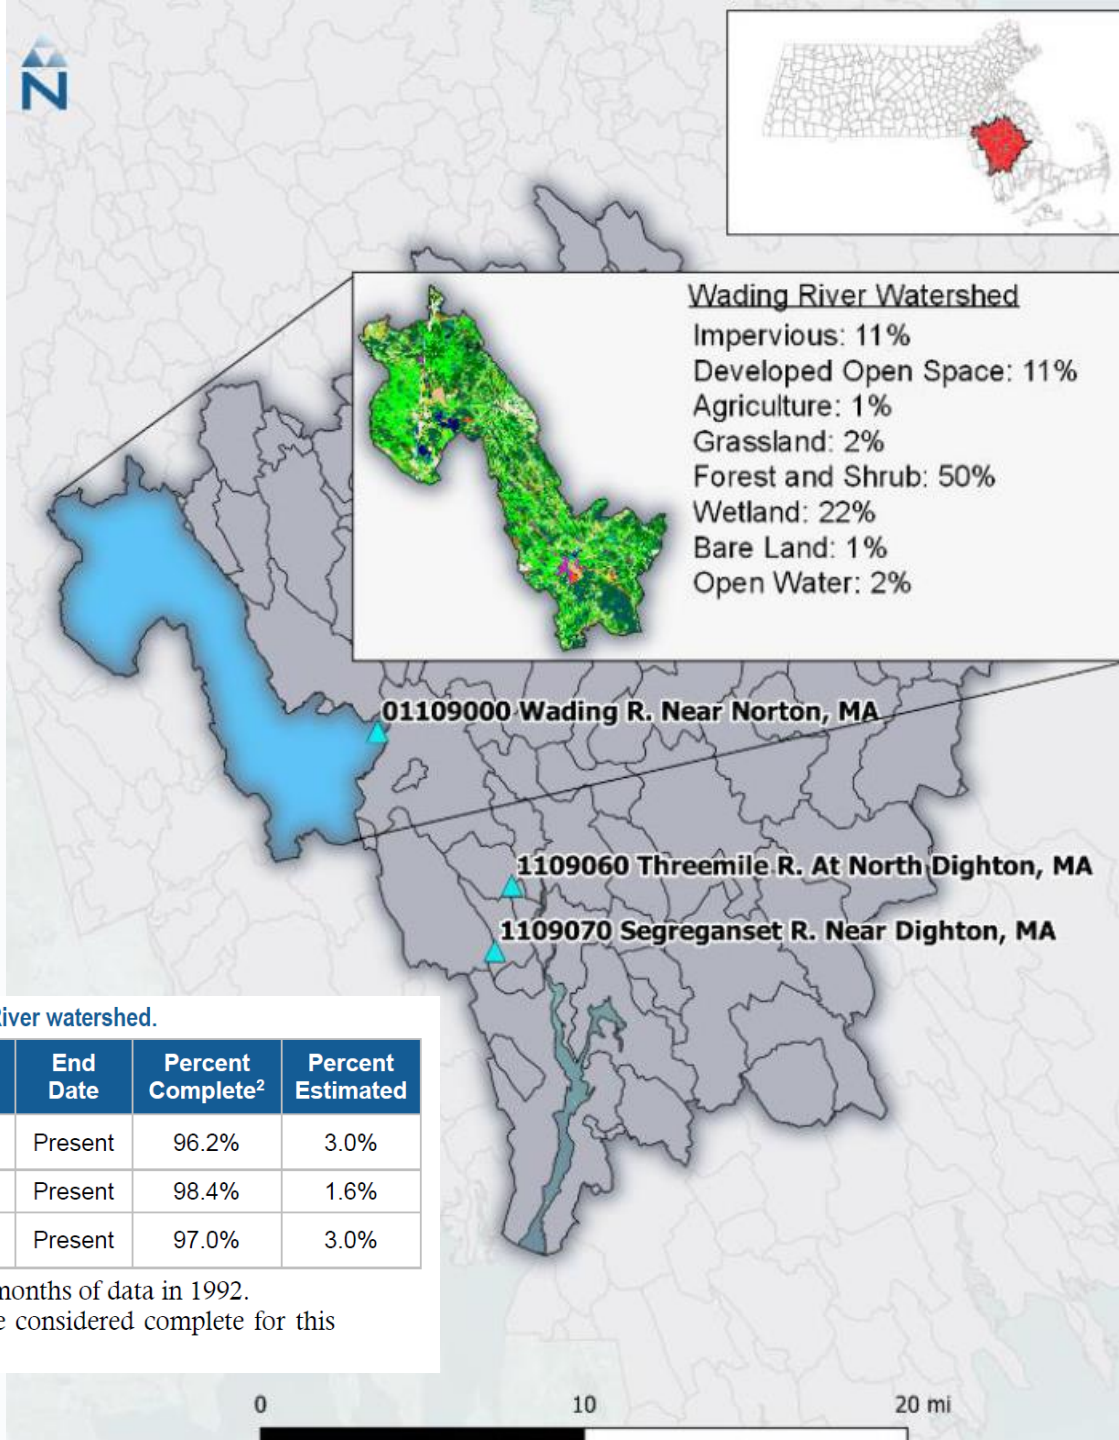 N
Wading River Watershed
Impervious: 11%
Developed Open Space: 11%
Agriculture: 1%
Grassland: 2%
Forest and Shrub: 50%
Wetland: 22%
Bare Land: 1%
Open Water: 2%
01109000 Wading R. Near Norton, MA
1109060 Threemile R. At North Dighton, MA
1109070 Segreganset R. Near Dighton, MA
River watershed.
End Date Percent Complete² Percent Estimated
Present 96.2% 3.0%
Present 98.4% 1.6%
Present 97.0% 3.0%
months of data in 1992.
considered complete for this
0 10 20 mi